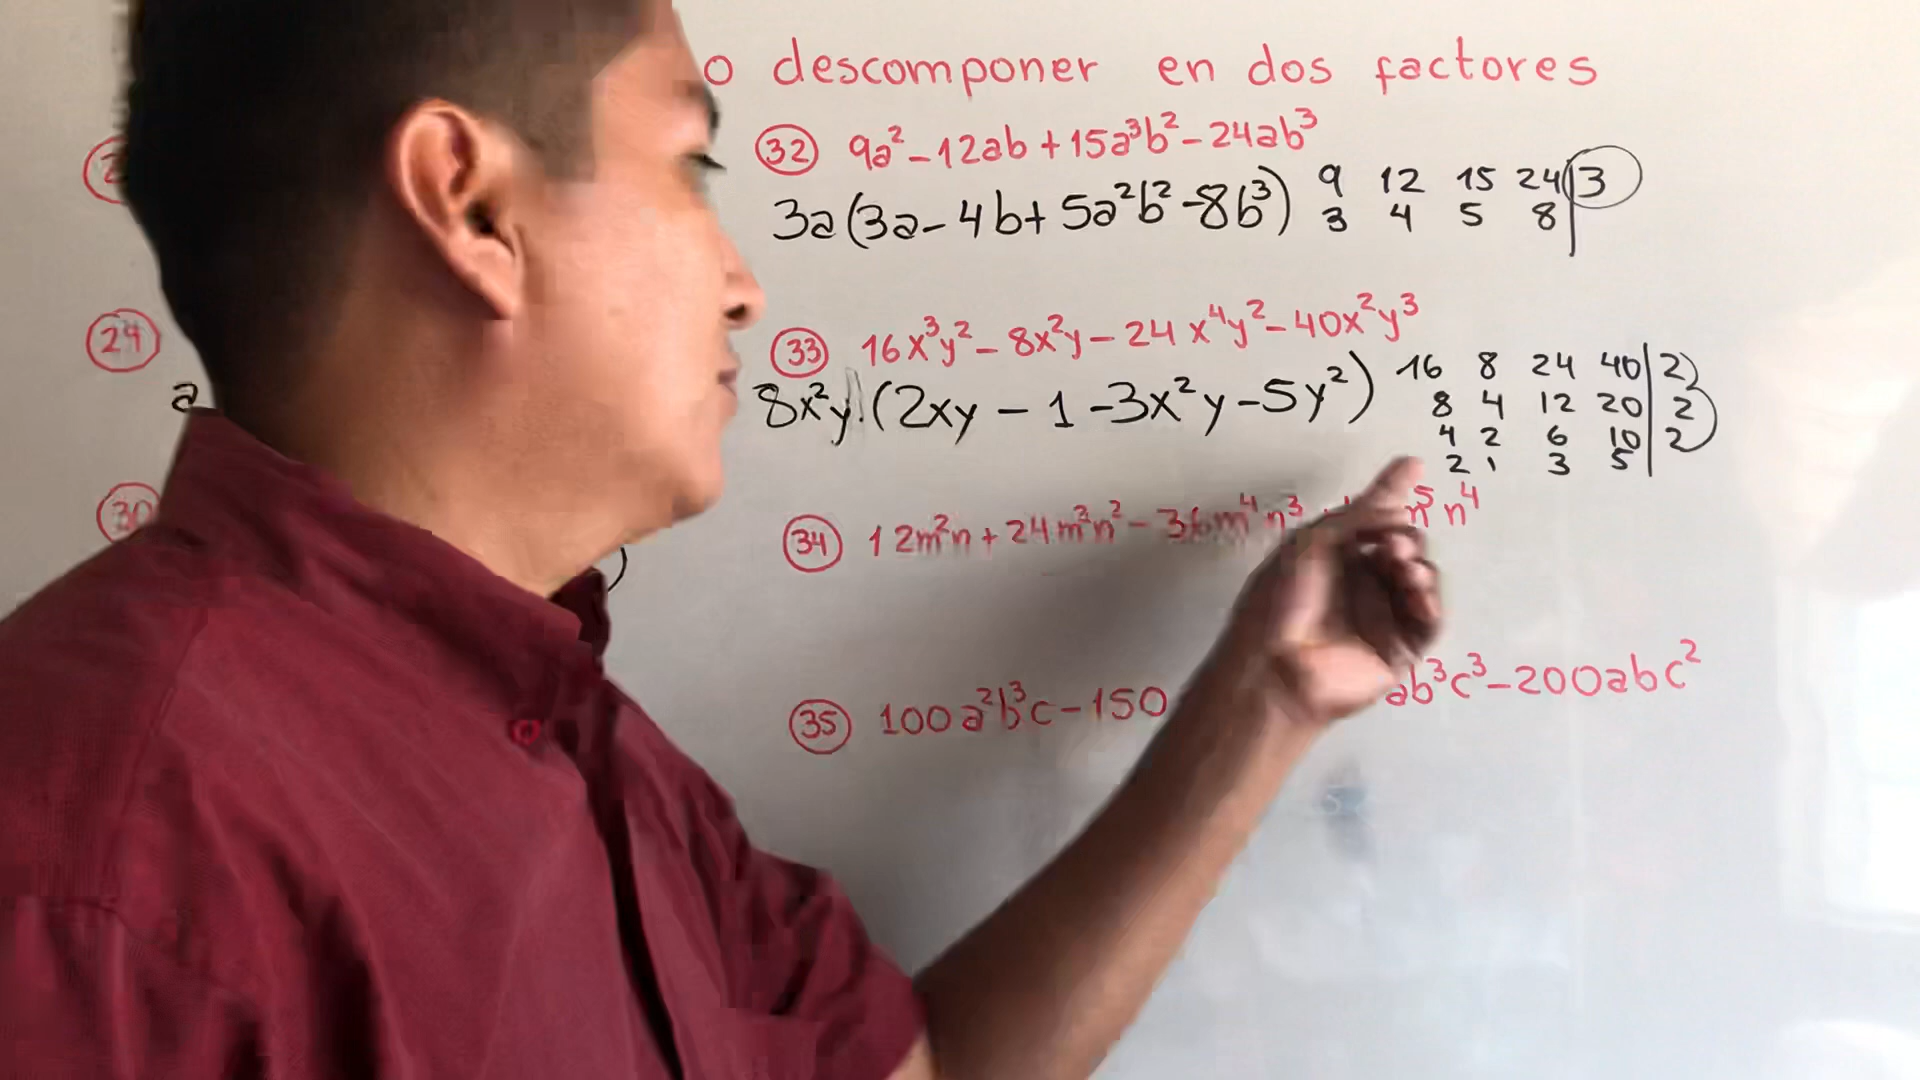 o descomponer en dos factores
(32) 9a² - 12ab + 15a³b² - 24ab³
3a(3a - 4b + 5a²b² - 8b³) 9 12 15 24 | 3
3 4 5 8
(29)
(33) 16x³y² - 8x²y - 24x⁴y² - 40x²y³
8x²y (2xy - 1 - 3x²y - 5y²) 16 8 24 40 | 2
8 4 12 20 | 2
4 2 6 10 | 2
2 1 3 5
a
(30)
(34) 12m²n + 24m³n² - 36m⁴n³ n⁵n⁴
(35) 100a²b³c - 150 ab³c³ - 200abc²